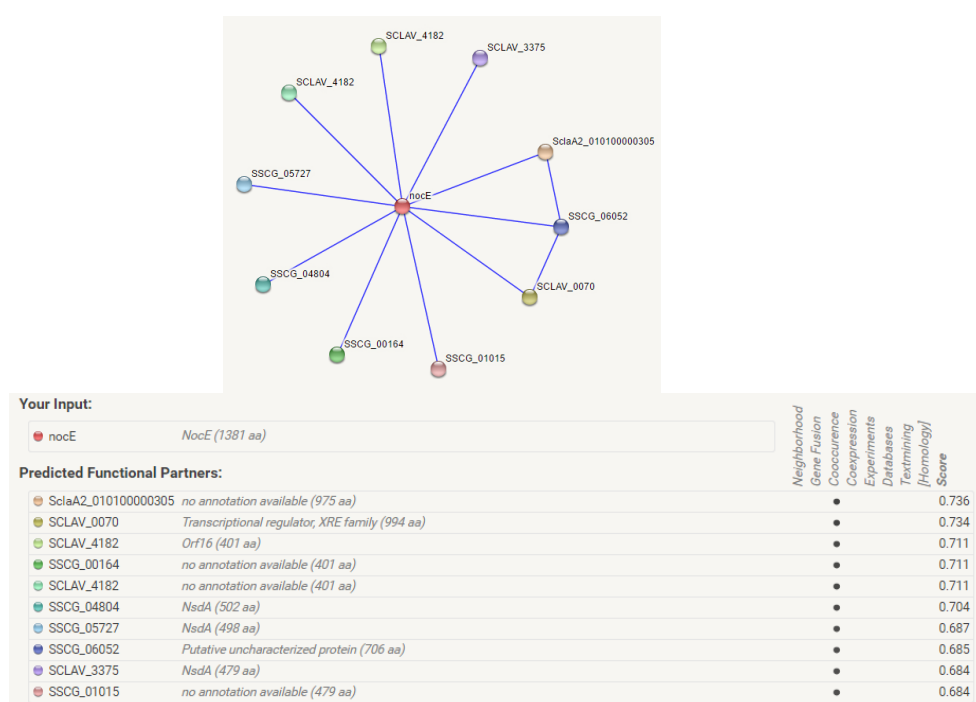 SCLAV_4182
SCLAV_3375
SCLAV_4182
SclaA2_010100000305
SSCG_05727
nocE
SSCG_06052
SSCG_04804
SCLAV_0070
SSCG_00164
SSCG_01015
Your Input:
Neighborhood
Gene Fusion
Cooccurence
Coexpression
Experiments
Databases
Textmining
[Homology]
Score
nocE NocE (1381 aa)
Predicted Functional Partners:
SclaA2_010100000305 no annotation available (975 aa) • 0.736
SCLAV_0070 Transcriptional regulator, XRE family (994 aa) • 0.734
SCLAV_4182 Orf16 (401 aa) • 0.711
SSCG_00164 no annotation available (401 aa) • 0.711
SCLAV_4182 no annotation available (401 aa) • 0.711
SSCG_04804 NsdA (502 aa) • 0.704
SSCG_05727 NsdA (498 aa) • 0.687
SSCG_06052 Putative uncharacterized protein (706 aa) • 0.685
SCLAV_3375 NsdA (479 aa) • 0.684
SSCG_01015 no annotation available (479 aa) • 0.684